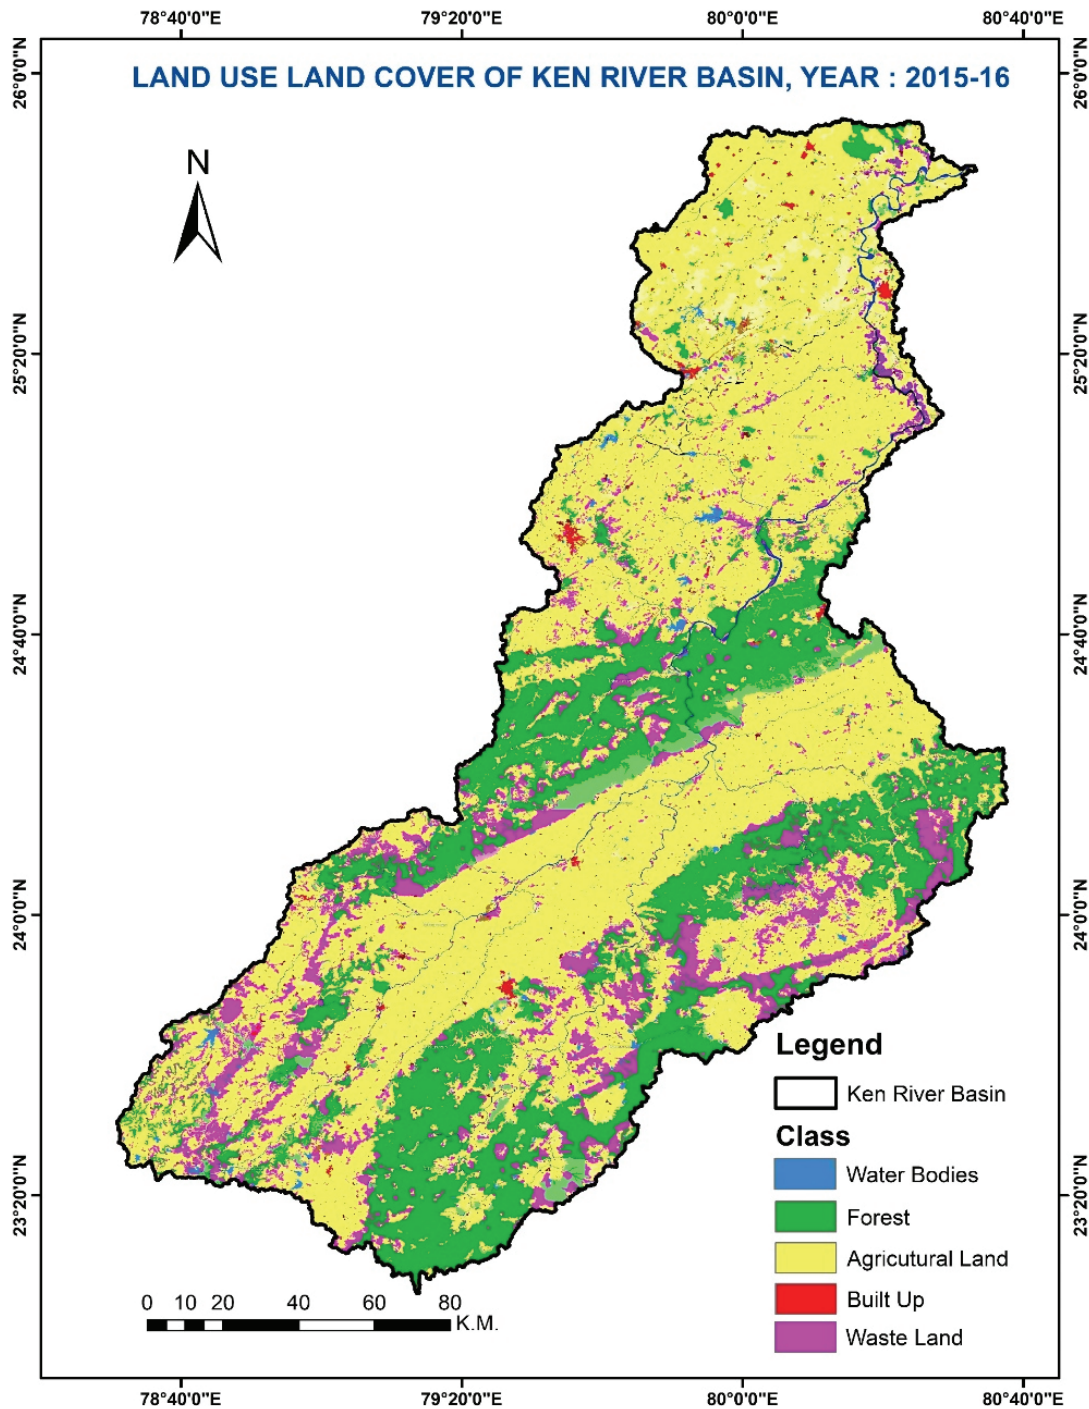 78°40'0"E 79°20'0"E 80°0'0"E 80°40'0"E
26°0'0"N
26°0'0"N
LAND USE LAND COVER OF KEN RIVER BASIN, YEAR : 2015-16
N
25°20'0"N
25°20'0"N
24°40'0"N
24°40'0"N
24°0'0"N
24°0'0"N
23°20'0"N
23°20'0"N
Legend
Ken River Basin
Class
Water Bodies
Forest
Agricutural Land
Built Up
Waste Land
0 10 20 40 60 80
K.M.
78°40'0"E 79°20'0"E 80°0'0"E 80°40'0"E